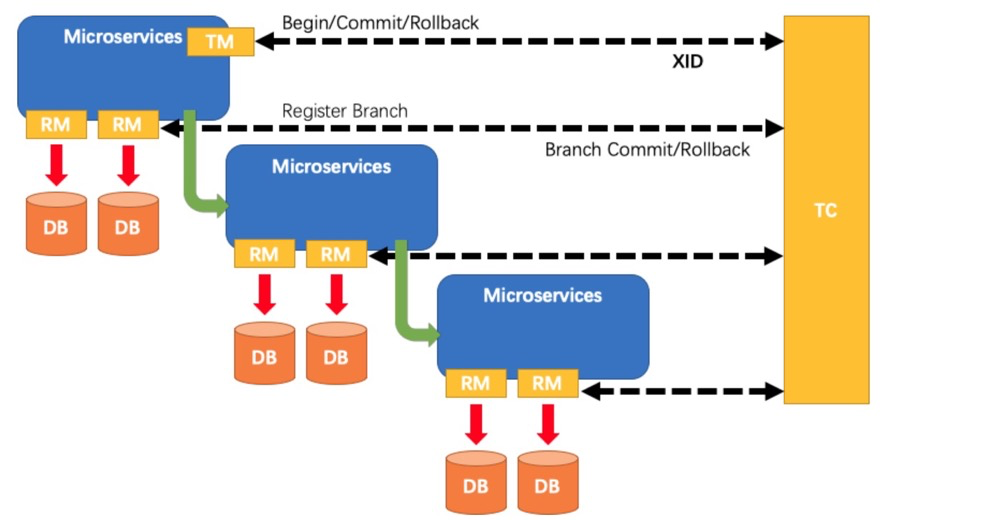 Begin/Commit/Rollback
Microservices
TM
XID
Register Branch
RM
RM
Branch Commit/Rollback
Microservices
TC
DB
DB
RM
RM
Microservices
DB
DB
RM
RM
DB
DB